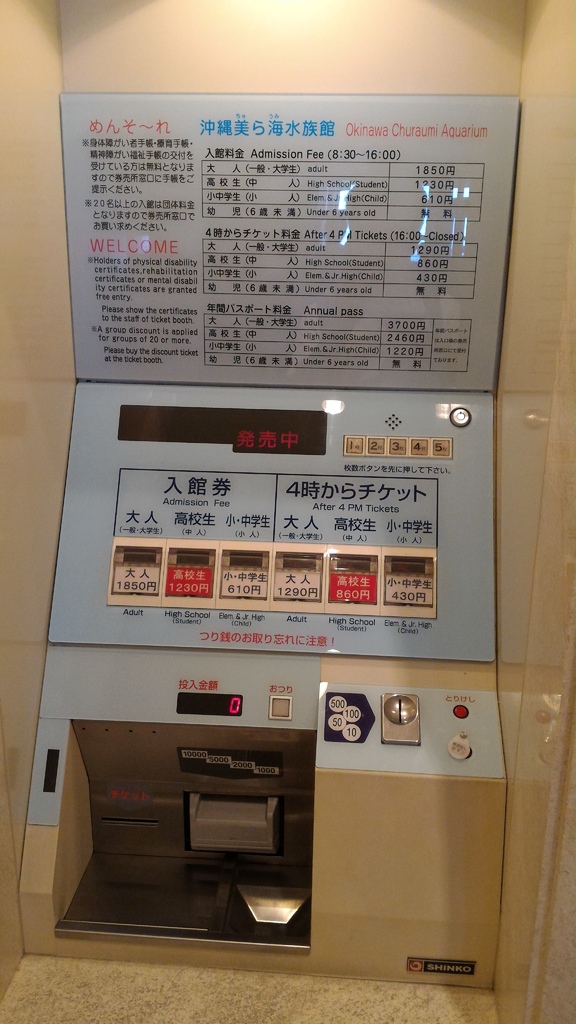 めんそ〜れ
※身体障がい者手帳・療育手帳・
精神障がい福祉手帳の交付を
受けている方は無料となりま
すので券売所窓口に手帳をご
提示ください。
※20名以上の入館は団体料金
となりますので券売所窓口で
お買い求めください。
WELCOME
※Holders of physical disability
certificates,rehabilitation
certificates or mental disabi
lity certificates are granted
free entry.
Please show the certificates
to the staff of ticket booth.
※A group discount is applied
for groups of 20 or more.
Please buy the discount ticket
at the ticket booth.
沖縄美ら海水族館 Okinawa Churaumi Aquarium
ちゅ うみ
入館料金 Admission Fee (8:30〜16:00)
大 人 (一般・大学生) adult 1850円
高 校 生 (中 人) High School(Student) 1230円
小中学生 (小 人) Elem.& Jr.High(Child) 610円
幼 児 (6歳未満) Under 6 years old 無 料
4時からチケット料金 After 4 PM Tickets (16:00〜Closed)
大 人 (一般・大学生) adult 1290円
高 校 生 (中 人) High School(Student) 860円
小中学生 (小 人) Elem.& Jr.High(Child) 430円
幼 児 (6歳未満) Under 6 years old 無 料
年間パスポート料金 Annual pass
大 人 (一般・大学生) adult 3700円
高 校 生 (中 人) High School(Student) 2460円
小中学生 (小 人) Elem.& Jr.High(Child) 1220円
幼 児 (6歳未満) Under 6 years old 無 料
年間パスポート
ております。
発売中
1枚 2枚 3枚 4枚 5枚
枚数ボタンを先に押して下さい。
入館券 4時からチケット
Admission Fee After 4 PM Tickets
大人 高校生 小・中学生 大人 高校生 小・中学生
(一般・大学生) (中人) (小人) (一般・大学生) (中人) (小人)
大人 高校生 小・中学生 大人 高校生 小・中学生
1850円 1230円 610円 1290円 860円 430円
Adult High School Elem. & Jr. High Adult High School Elem. & Jr. High
(Student) (Child) (Student) (Child)
つり銭のお取り忘れに注意!
投入金額 おつり とりけし
0
500
100
50
10
10000 5000 2000 1000
チケット
SHINKO